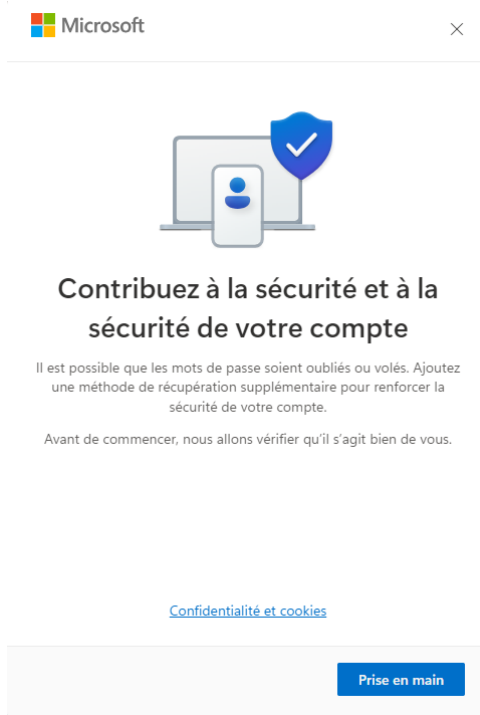 Microsoft
Contribuez à la sécurité et à la
sécurité de votre compte
Il est possible que les mots de passe soient oubliés ou volés. Ajoutez
une méthode de récupération supplémentaire pour renforcer la
sécurité de votre compte.
Avant de commencer, nous allons vérifier qu'il s'agit bien de vous.
Confidentialité et cookies
Prise en main